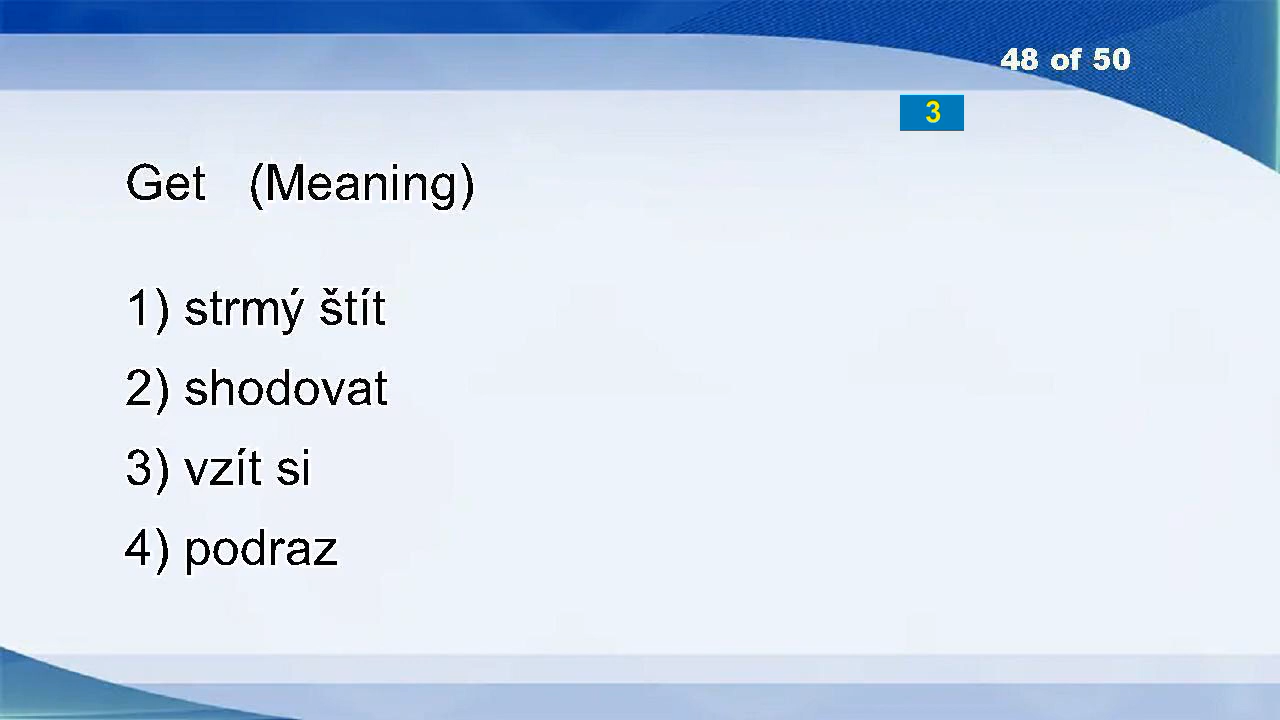 48 of 50
3
Get (Meaning)
1) strmý štít
2) shodovat
3) vzít si
4) podraz